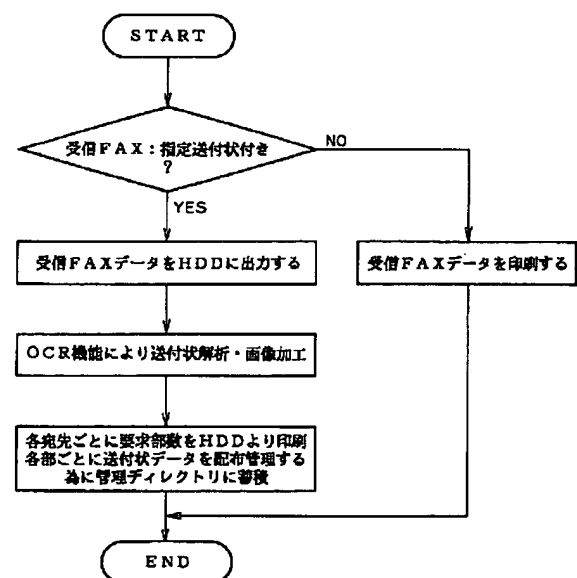 START
受信FAX：指定送付状付き
？
NO
YES
受信FAXデータをHDDに出力する
受信FAXデータを印刷する
OCR機能により送付状解析・画像加工
各宛先ごとに要求部数をHDDより印刷
各部ごとに送付状データを配布管理する
為に管理ディレクトリに蓄積
END